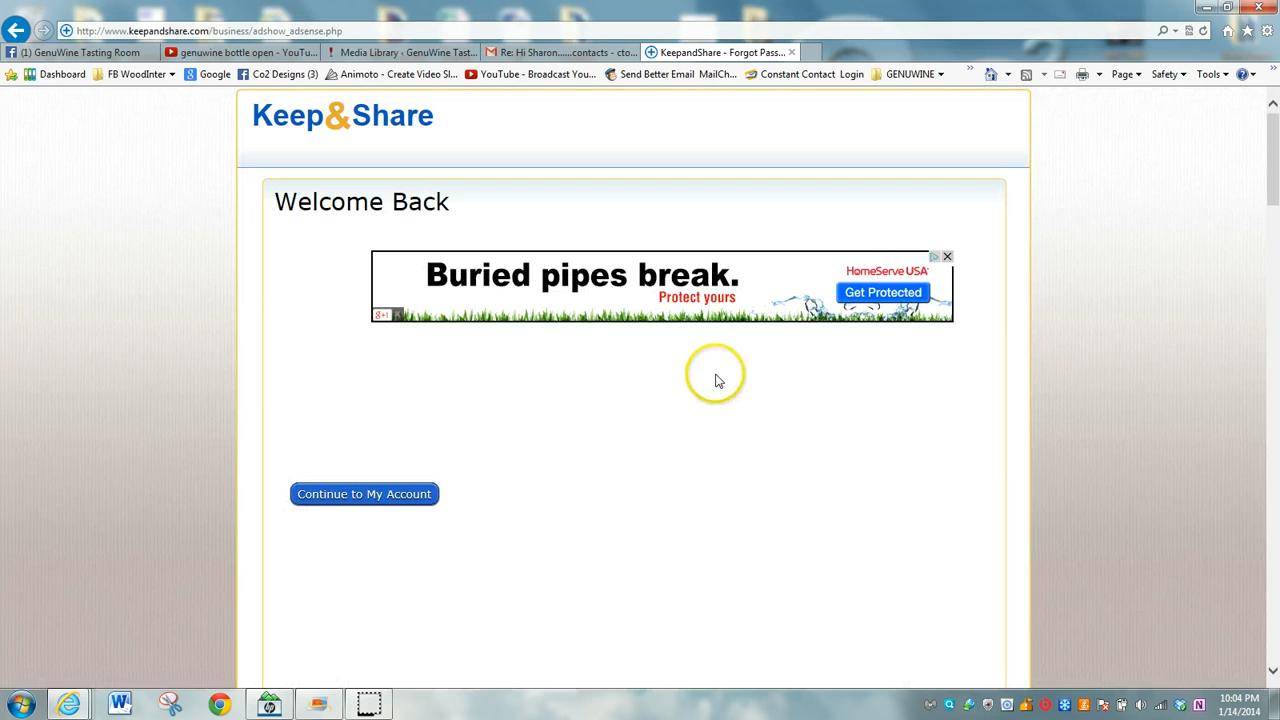 http://www.keepandshare.com/business/adshow_adsense.php
(1) GenuWine Tasting Room
genuwine bottle open - YouTu...
Media Library ‹ GenuWine Tast...
Re: Hi Sharon......contacts - cto...
KeepandShare - Forgot Pass...
Dashboard
FB WoodInter
Google
Co2 Designs (3)
Animoto - Create Video Sl...
YouTube - Broadcast You...
Send Better Email MailCh...
Constant Contact Login
GENUWINE
Page
Safety
Tools
Keep&Share
Welcome Back
Buried pipes break.
Protect yours
HomeServe USA
Get Protected
g+1
Continue to My Account
10:04 PM
1/14/2014